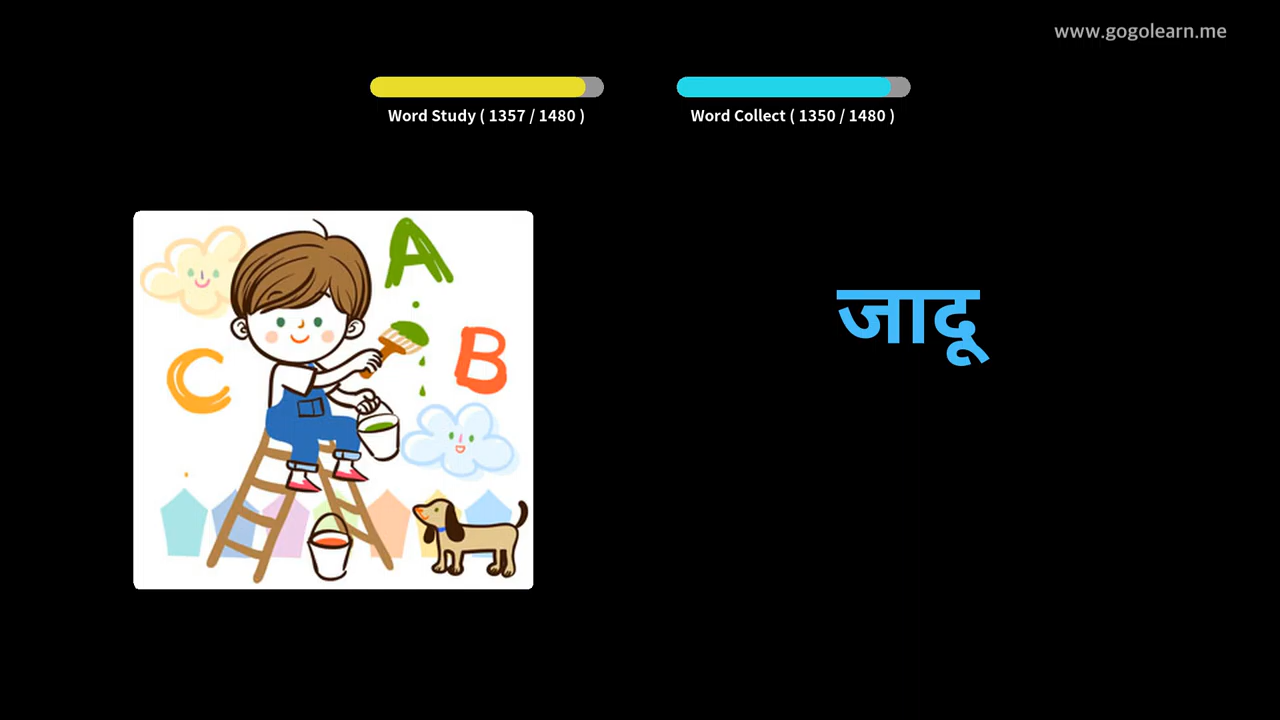 www.gogolearn.me
Word Study ( 1357 / 1480 )
Word Collect ( 1350 / 1480 )
A
B
C
जादू